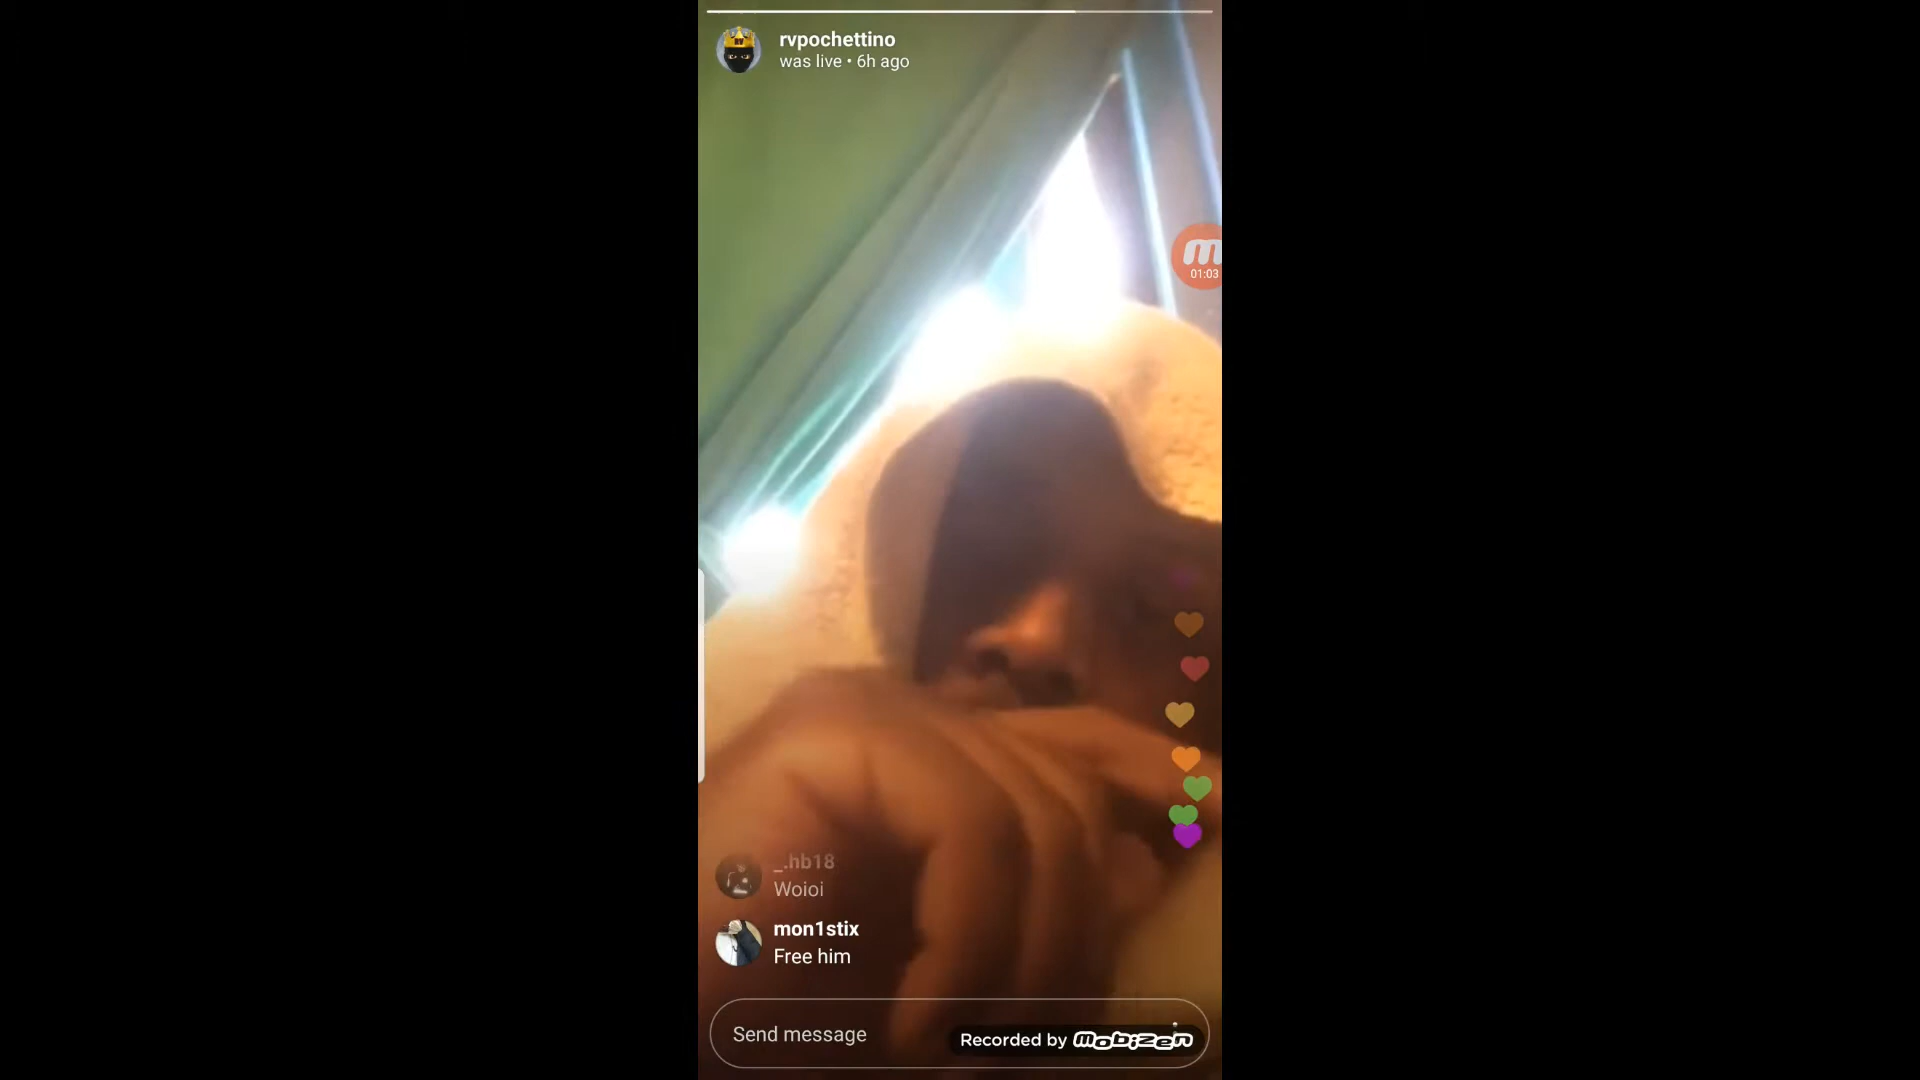 rvpochettino
was live • 6h ago
m
01:03
_.hb18
Woioi
mon1stix
Free him
Send message
Recorded by Mobizen